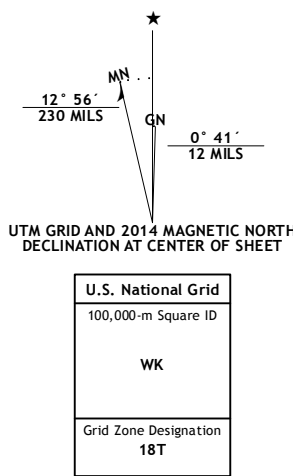 ★
MN
GN
12° 56´
230 MILS
0° 41´
12 MILS
UTM GRID AND 2014 MAGNETIC NORTH
DECLINATION AT CENTER OF SHEET
U.S. National Grid
100,000-m Square ID
WK
Grid Zone Designation
18T